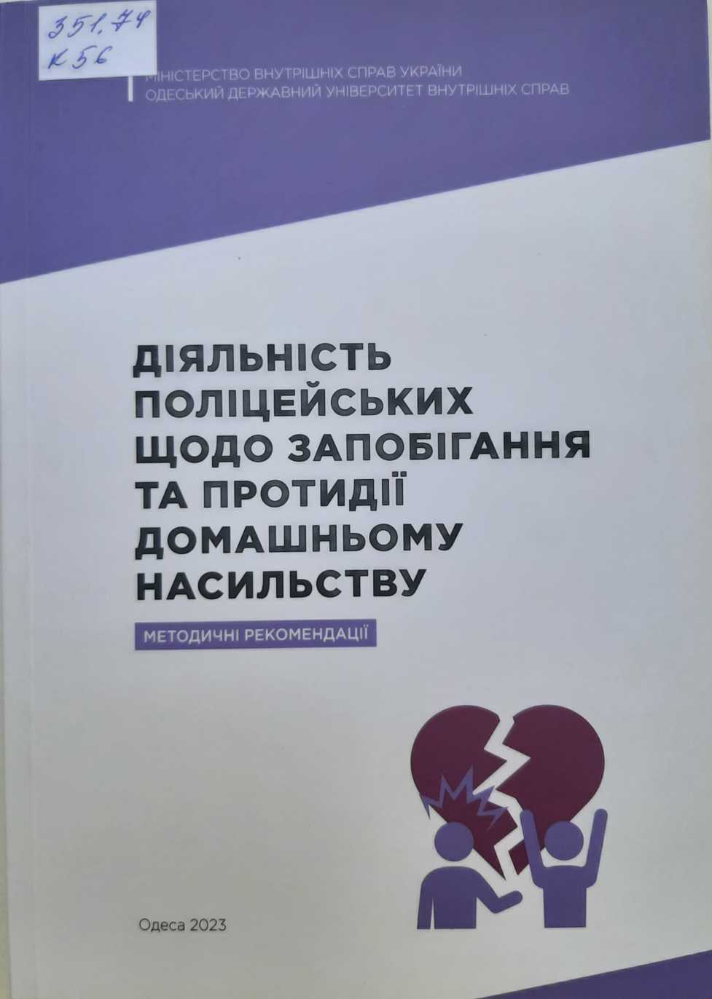 351.74
К 56
МІНІСТЕРСТВО ВНУТРІШНІХ СПРАВ УКРАЇНИ
ОДЕСЬКИЙ ДЕРЖАВНИЙ УНІВЕРСИТЕТ ВНУТРІШНІХ СПРАВ
ДІЯЛЬНІСТЬ
ПОЛІЦЕЙСЬКИХ
ЩОДО ЗАПОБІГАННЯ
ТА ПРОТИДІЇ
ДОМАШНЬОМУ
НАСИЛЬСТВУ
МЕТОДИЧНІ РЕКОМЕНДАЦІЇ
Одеса 2023